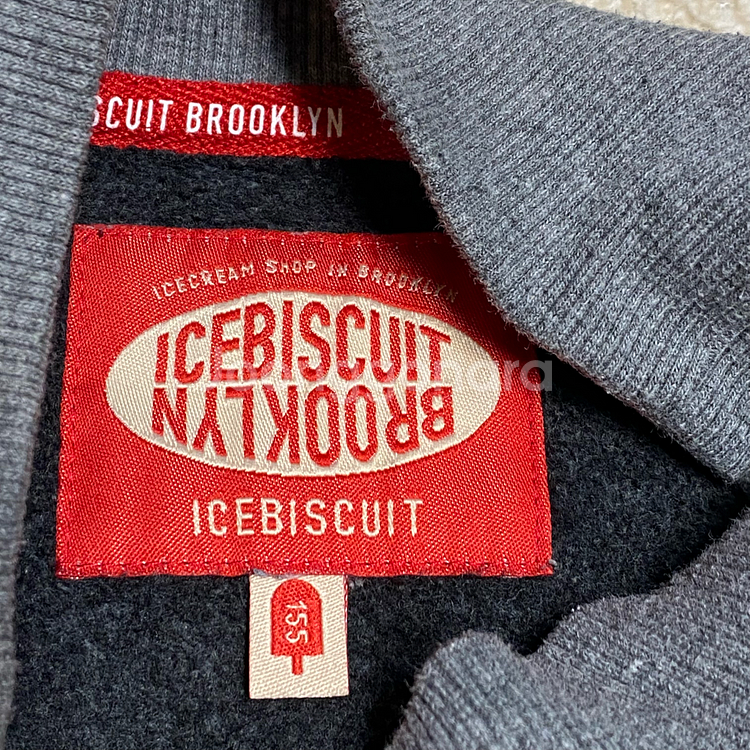 SCUIT BROOKLYN
ICECREAM SHOP IN BROOKLYN
ICEBISCUIT
BROOKLYN
ICEBISCUIT
155